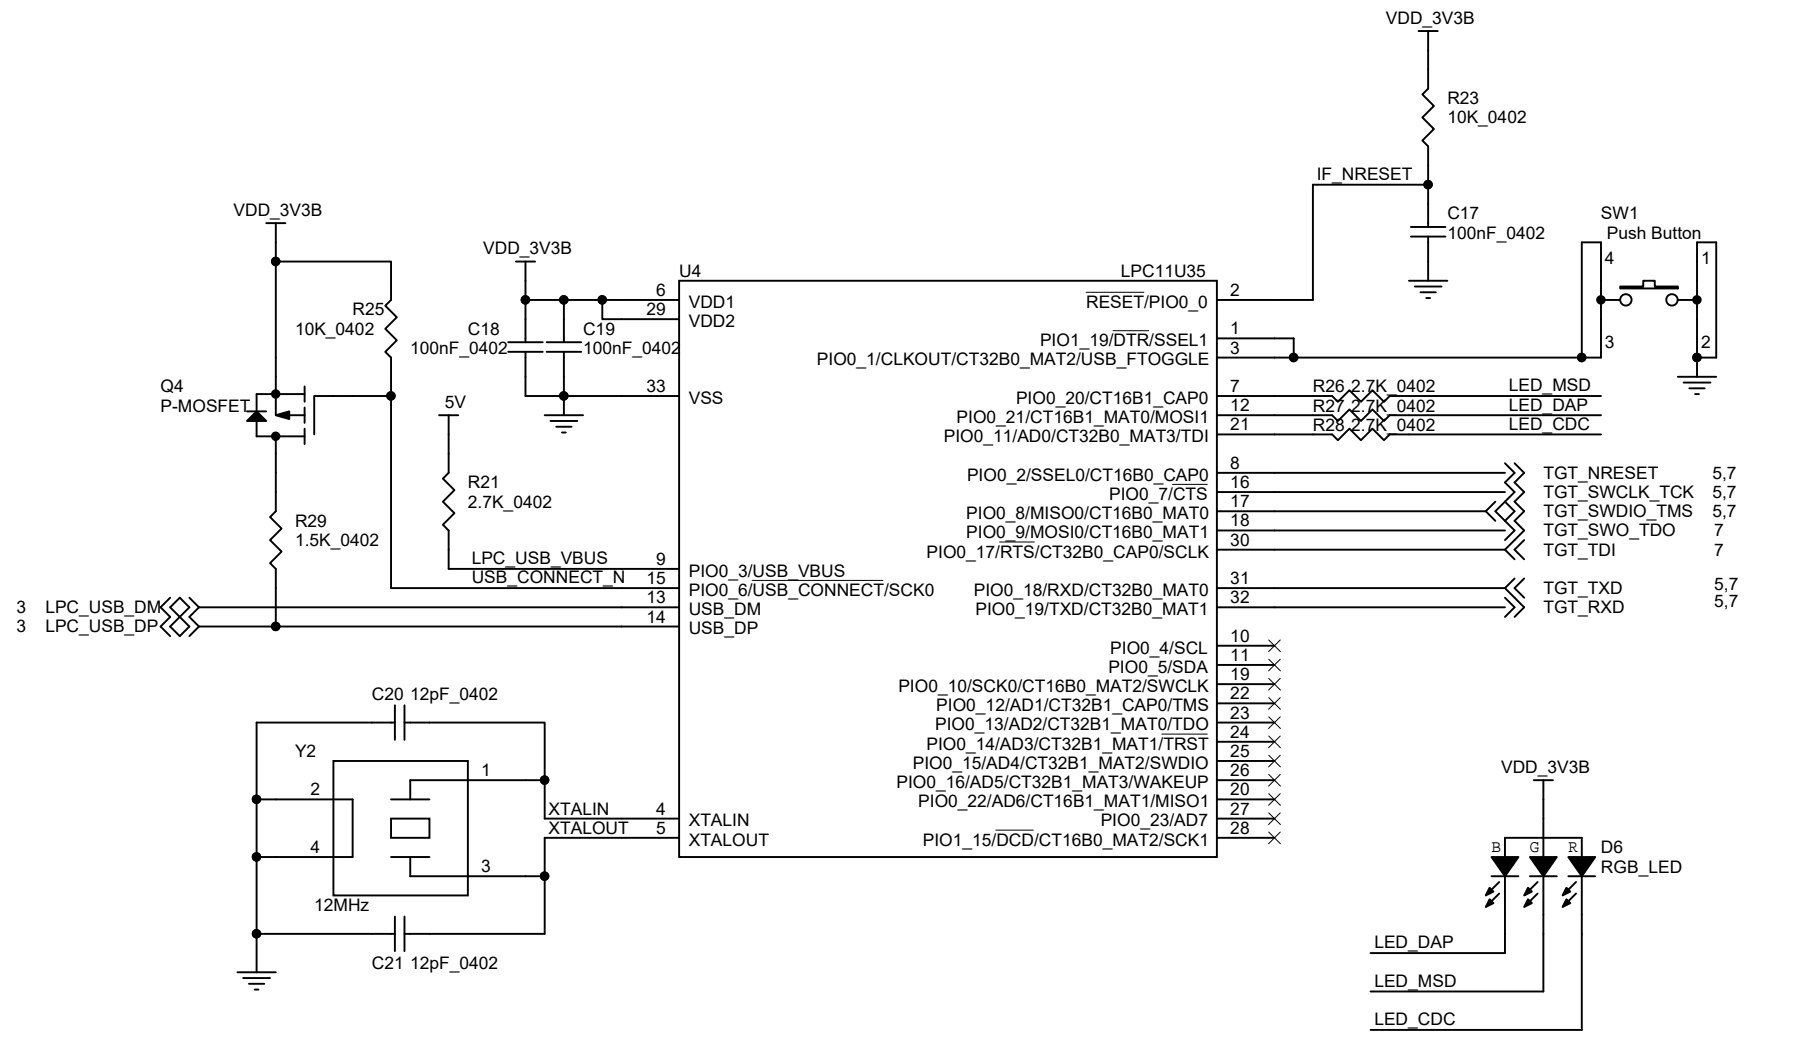 VDD_3V3B
R23
10K_0402
IF_NRESET
C17
100nF_0402
SW1
Push Button
4
1
3
2
VDD_3V3B
R25
10K_0402
Q4
P-MOSFET
R29
1.5K_0402
VDD_3V3B
C18
100nF_0402
C19
100nF_0402
5V
R21
2.7K_0402
LPC_USB_VBUS
USB_CONNECT_N
3 LPC_USB_DM
3 LPC_USB_DP
U4
LPC11U35
6 VDD1
29 VDD2
33 VSS
9 PIO0_3/USB_VBUS
15 PIO0_6/USB_CONNECT/SCK0
13 USB_DM
14 USB_DP
XTALIN 4 XTALIN
XTALOUT 5 XTALOUT
RESET/PIO0_0 2
PIO1_19/DTR/SSEL1 1
PIO0_1/CLKOUT/CT32B0_MAT2/USB_FTOGGLE 3
PIO0_20/CT16B1_CAP0 7 R26 2.7K_0402 LED_MSD
PIO0_21/CT16B1_MAT0/MOSI1 12 R27 2.7K_0402 LED_DAP
PIO0_11/AD0/CT32B0_MAT3/TDI 21 R28 2.7K_0402 LED_CDC
PIO0_2/SSEL0/CT16B0_CAP0 8 TGT_NRESET 5,7
PIO0_7/CTS 16 TGT_SWCLK_TCK 5,7
PIO0_8/MISO0/CT16B0_MAT0 17 TGT_SWDIO_TMS 5,7
PIO0_9/MOSI0/CT16B0_MAT1 18 TGT_SWO_TDO 7
PIO0_17/RTS/CT32B0_CAP0/SCLK 30 TGT_TDI 7
PIO0_18/RXD/CT32B0_MAT0 31 TGT_TXD 5,7
PIO0_19/TXD/CT32B0_MAT1 32 TGT_RXD 5,7
PIO0_4/SCL 10
PIO0_5/SDA 11
PIO0_10/SCK0/CT16B0_MAT2/SWCLK 19
PIO0_12/AD1/CT32B1_CAP0/TMS 22
PIO0_13/AD2/CT32B1_MAT0/TDO 23
PIO0_14/AD3/CT32B1_MAT1/TRST 24
PIO0_15/AD4/CT32B1_MAT2/SWDIO 25
PIO0_16/AD5/CT32B1_MAT3/WAKEUP 26
PIO0_22/AD6/CT16B1_MAT1/MISO1 20
PIO0_23/AD7 27
PIO1_15/DCD/CT16B0_MAT2/SCK1 28
C20 12pF_0402
Y2
1
2
4
3
12MHz
C21 12pF_0402
VDD_3V3B
B G R D6
RGB_LED
LED_DAP
LED_MSD
LED_CDC